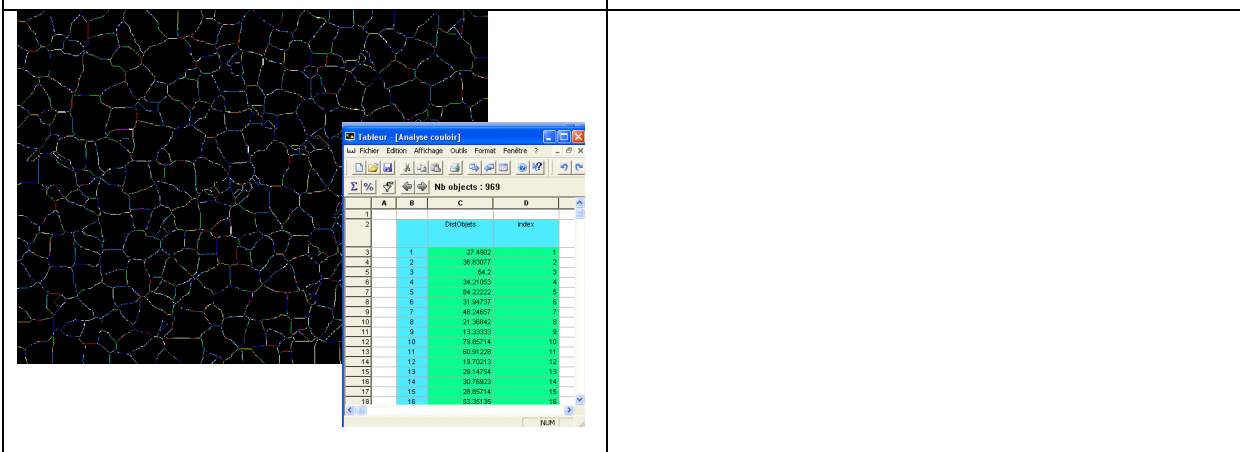 Tableur - [Analyse couloir]
Fichier Edition Affichage Outils Format Fenêtre ?
Σ % Nb objects : 969
A B C D
1
2 DistObjets index
3 1 27.4902 1
4 2 36.83077 2
5 3 64.2 3
6 4 34.21053 4
7 5 84.22222 5
8 6 31.94737 6
9 7 48.24657 7
10 8 21.36842 8
11 9 13.33333 9
12 10 79.85714 10
13 11 60.91228 11
14 12 19.70213 12
15 13 29.14754 13
16 14 30.76923 14
17 15 28.85714 15
18 16 53.35135 16
NUM